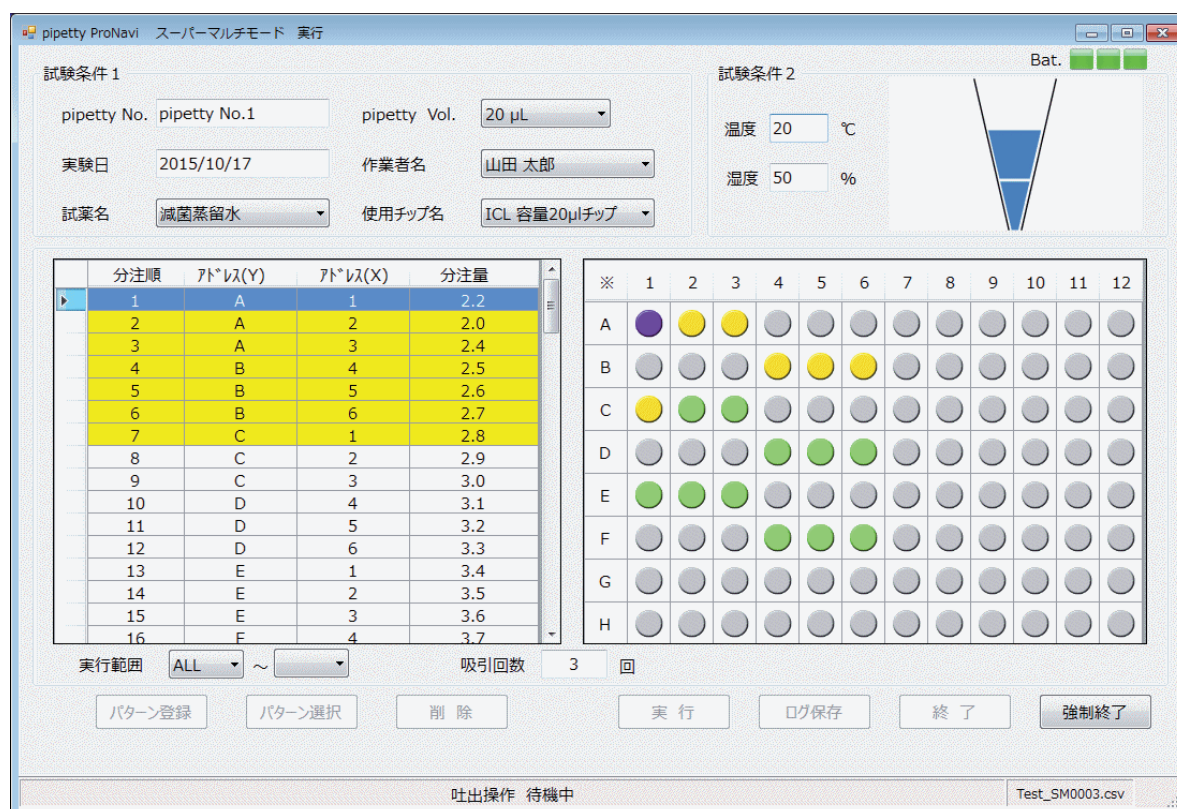 pipetty ProNavi スーパーマルチモード 実行
Bat.
試験条件1
試験条件2
pipetty No. pipetty No.1 pipetty Vol. 20 µL
温度 20 ℃
実験日 2015/10/17 作業者名 山田 太郎
湿度 50 %
試薬名 滅菌蒸留水 使用チップ名 ICL 容量20µlチップ
分注順 ｱﾄﾞﾚｽ(Y) ｱﾄﾞﾚｽ(X) 分注量
1 A 1 2.2
2 A 2 2.0
3 A 3 2.4
4 B 4 2.5
5 B 5 2.6
6 B 6 2.7
7 C 1 2.8
8 C 2 2.9
9 C 3 3.0
10 D 4 3.1
11 D 5 3.2
12 D 6 3.3
13 E 1 3.4
14 E 2 3.5
15 E 3 3.6
16 F 4 3.7
※ 1 2 3 4 5 6 7 8 9 10 11 12
A
B
C
D
E
F
G
H
実行範囲 ALL ～ 吸引回数 3 回
パターン登録 パターン選択 削 除 実 行 ログ保存 終 了 強制終了
吐出操作 待機中 Test_SM0003.csv